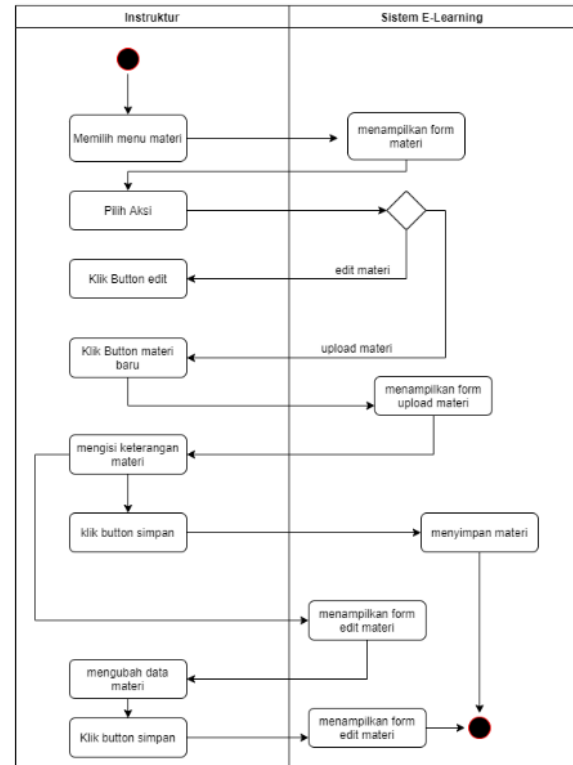 Instruktur
Sistem E-Learning
Memilih menu materi
menampilkan form
materi
Pilih Aksi
edit materi
Klik Button edit
Klik Button materi
baru
upload materi
menampilkan form
upload materi
mengisi keterangan
materi
klik button simpan
menyimpan materi
menampilkan form
edit materi
mengubah data
materi
Klik button simpan
menampilkan form
edit materi